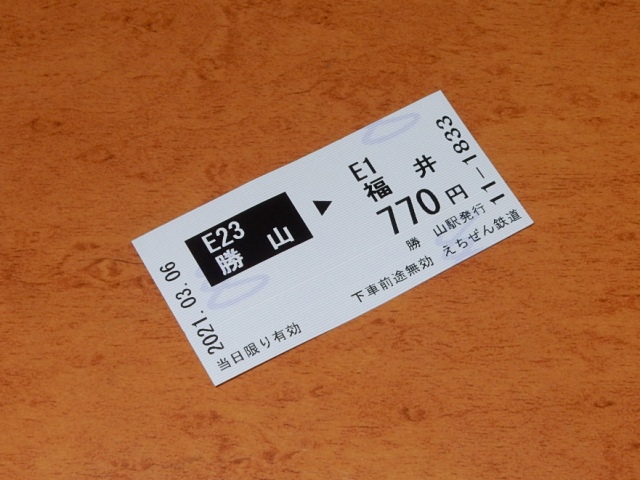 2021.03.06
E23
勝山
▶
E1
福井
770円
勝山駅発行
11-1833
下車前途無効 えちぜん鉄道
当日限り有効